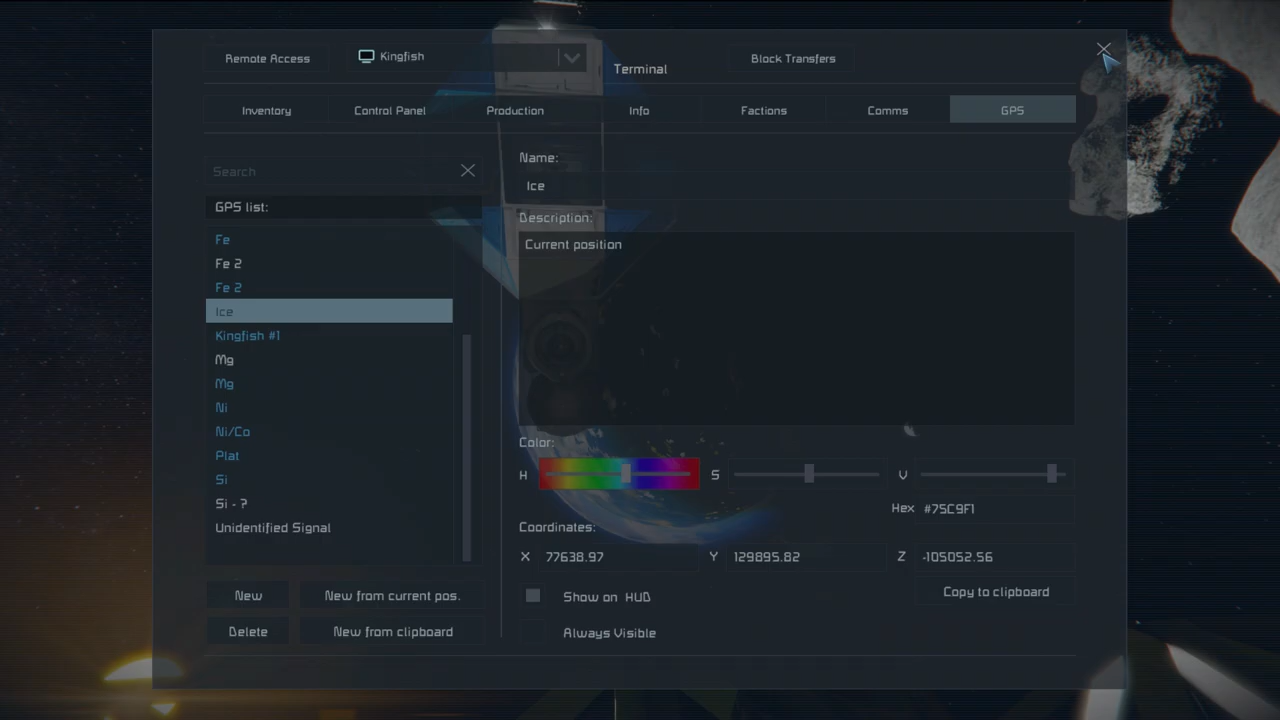 Remote Access
Kingfish
Terminal
Block Transfers
Inventory
Control Panel
Production
Info
Factions
Comms
GPS
Search
GPS list:
Fe
Fe 2
Fe 2
Ice
Kingfish #1
Mg
Mg
Ni
Ni/Co
Plat
Si
Si - ?
Unidentified Signal
New
New from current pos.
Delete
New from clipboard
Name:
Ice
Description:
Current position
Color:
H
S
V
Hex #75C9F1
Coordinates:
X 77638.97
Y 129895.82
Z -105052.56
Show on HUD
Copy to clipboard
Always Visible